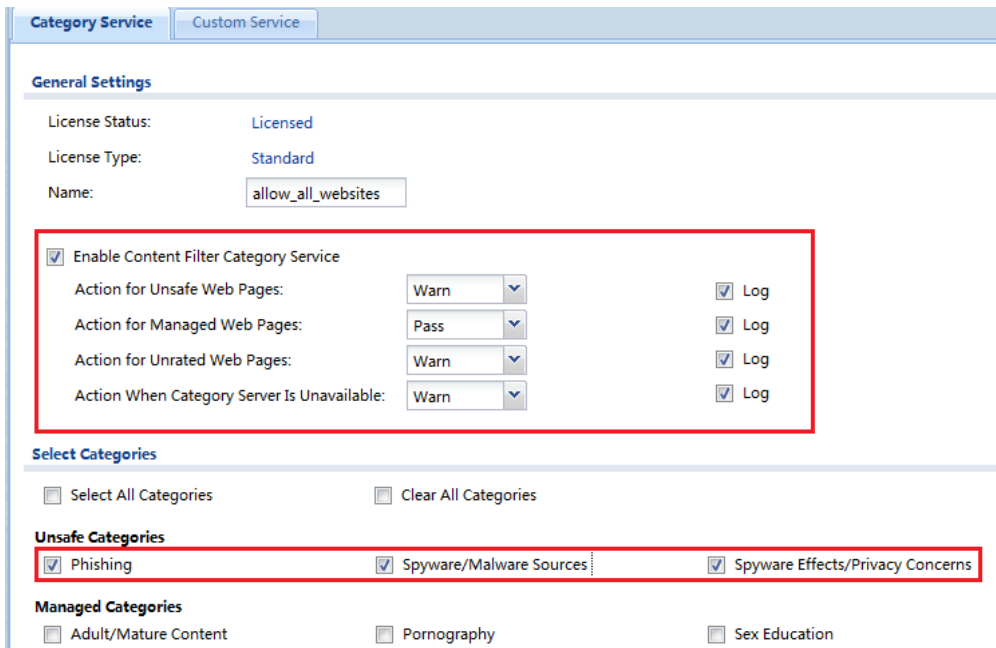 Category Service Custom Service
General Settings
License Status: Licensed
License Type: Standard
Name: allow_all_websites
Enable Content Filter Category Service
Action for Unsafe Web Pages: Warn Log
Action for Managed Web Pages: Pass Log
Action for Unrated Web Pages: Warn Log
Action When Category Server Is Unavailable: Warn Log
Select Categories
Select All Categories Clear All Categories
Unsafe Categories
Phishing Spyware/Malware Sources Spyware Effects/Privacy Concerns
Managed Categories
Adult/Mature Content Pornography Sex Education